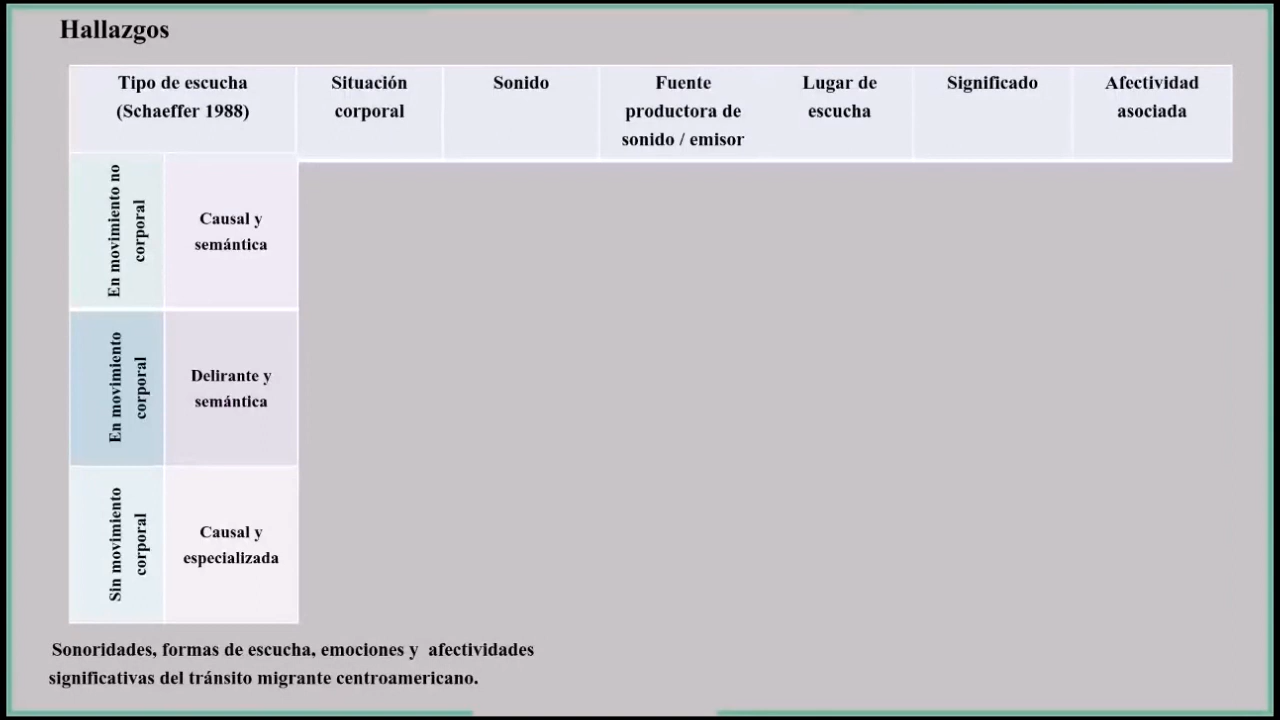 Hallazgos
Tipo de escucha
(Schaeffer 1988)
Situación
corporal
Sonido
Fuente
productora de
sonido / emisor
Lugar de
escucha
Significado
Afectividad
asociada
En movimiento no
corporal
Causal y
semántica
En movimiento
corporal
Delirante y
semántica
Sin movimiento
corporal
Causal y
especializada
Sonoridades, formas de escucha, emociones y afectividades
significativas del tránsito migrante centroamericano.